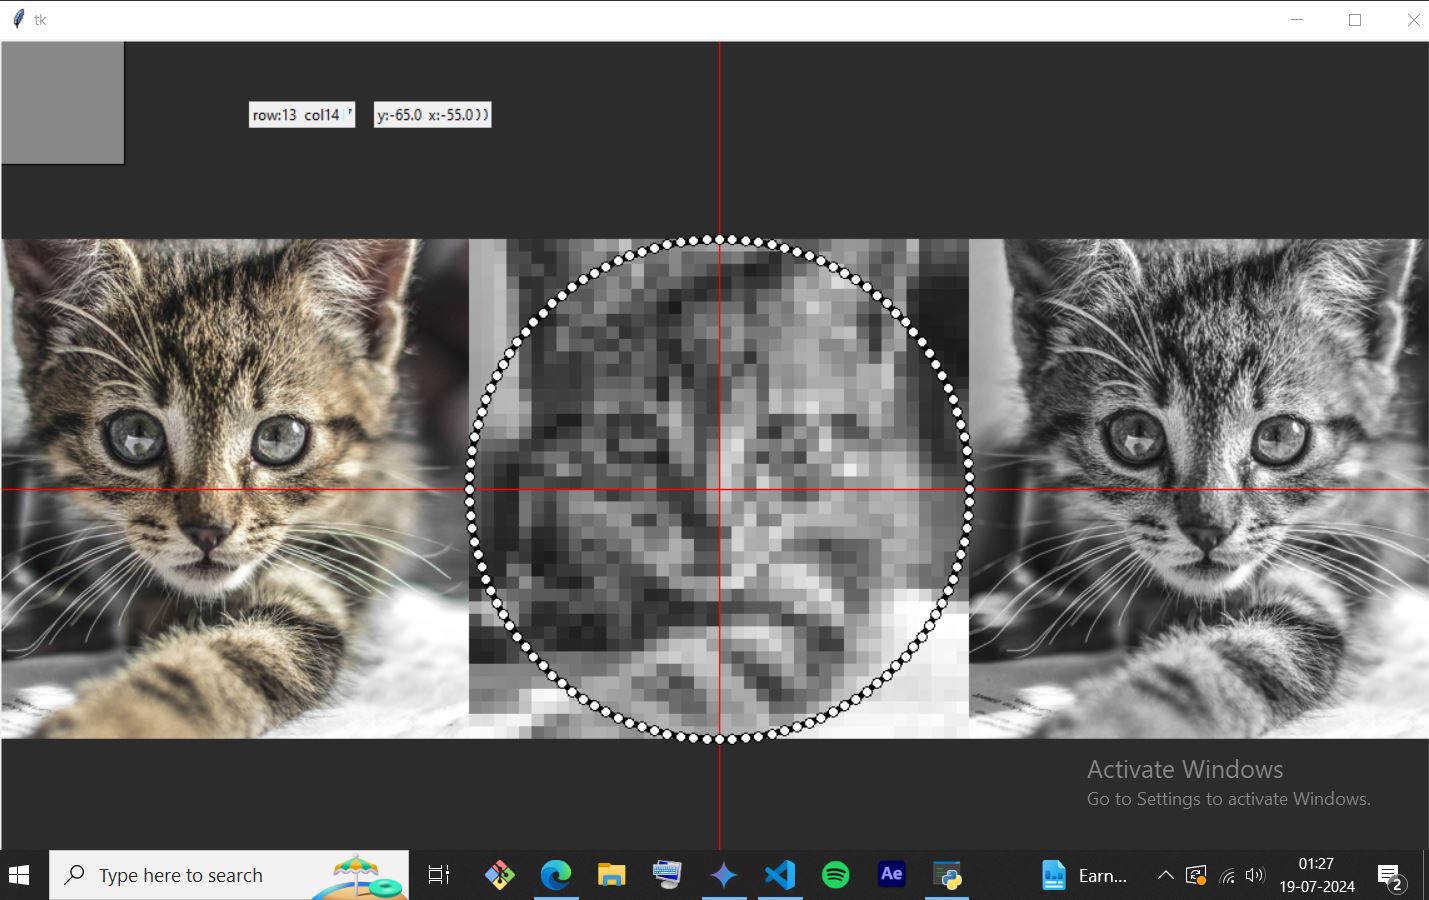 tk
row:13 col14
y:-65.0 x:-55.0))
Activate Windows
Go to Settings to activate Windows.
Type here to search
Ae
Earn...
01:27
19-07-2024
2